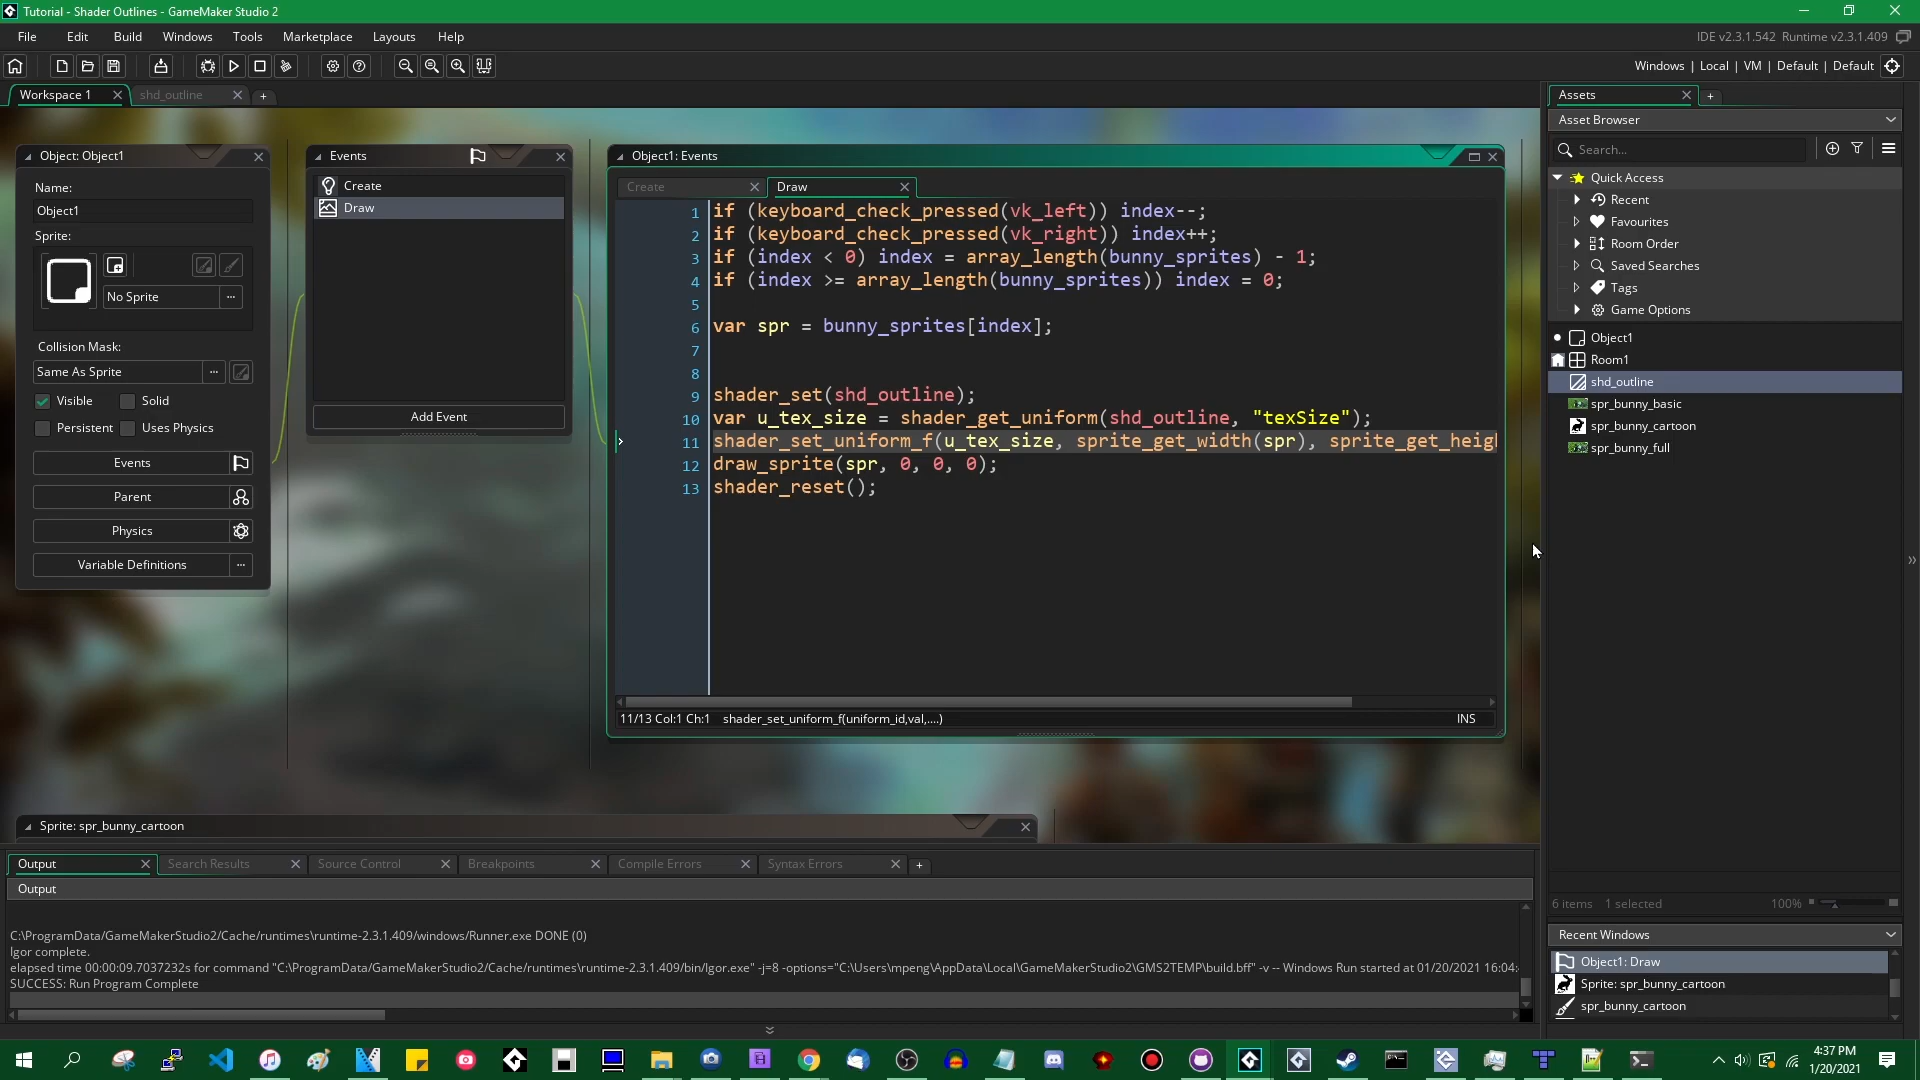 Tutorial - Shader Outlines - GameMaker Studio 2
File Edit Build Windows Tools Marketplace Layouts Help
IDE v2.3.1.542 Runtime v2.3.1.409
Windows | Local | VM | Default | Default
Workspace 1
shd_outline
Object: Object1
Name:
Object1
Sprite:
No Sprite
Collision Mask:
Same As Sprite
Visible
Solid
Persistent
Uses Physics
Events
Parent
Physics
Variable Definitions
Events
Create
Draw
Add Event
Object1: Events
Create
Draw
1 if (keyboard_check_pressed(vk_left)) index--;
2 if (keyboard_check_pressed(vk_right)) index++;
3 if (index < 0) index = array_length(bunny_sprites) - 1;
4 if (index >= array_length(bunny_sprites)) index = 0;
5
6 var spr = bunny_sprites[index];
7
8
9 shader_set(shd_outline);
10 var u_tex_size = shader_get_uniform(shd_outline, "texSize");
11 shader_set_uniform_f(u_tex_size, sprite_get_width(spr), sprite_get_heigh
12 draw_sprite(spr, 0, 0, 0);
13 shader_reset();
11/13 Col:1 Ch:1 shader_set_uniform_f(uniform_id,val,....)
INS
Sprite: spr_bunny_cartoon
Output
Search Results
Source Control
Breakpoints
Compile Errors
Syntax Errors
Output
C:\ProgramData/GameMakerStudio2/Cache/runtimes\runtime-2.3.1.409/windows/Runner.exe DONE (0)
Igor complete.
elapsed time 00:00:09.7037232s for command "C:\ProgramData/GameMakerStudio2/Cache/runtimes\runtime-2.3.1.409/bin/Igor.exe" -j=8 -options="C:\Users\mpeng\AppData\Local\GameMakerStudio2\GMS2TEMP\build.bff" -v -- Windows Run started at 01/20/2021 16:04:
SUCCESS: Run Program Complete
Assets
Asset Browser
Search...
Quick Access
Recent
Favourites
Room Order
Saved Searches
Tags
Game Options
Object1
Room1
shd_outline
spr_bunny_basic
spr_bunny_cartoon
spr_bunny_full
6 items 1 selected
100%
Recent Windows
Object1: Draw
Sprite: spr_bunny_cartoon
spr_bunny_cartoon
4:37 PM
1/20/2021